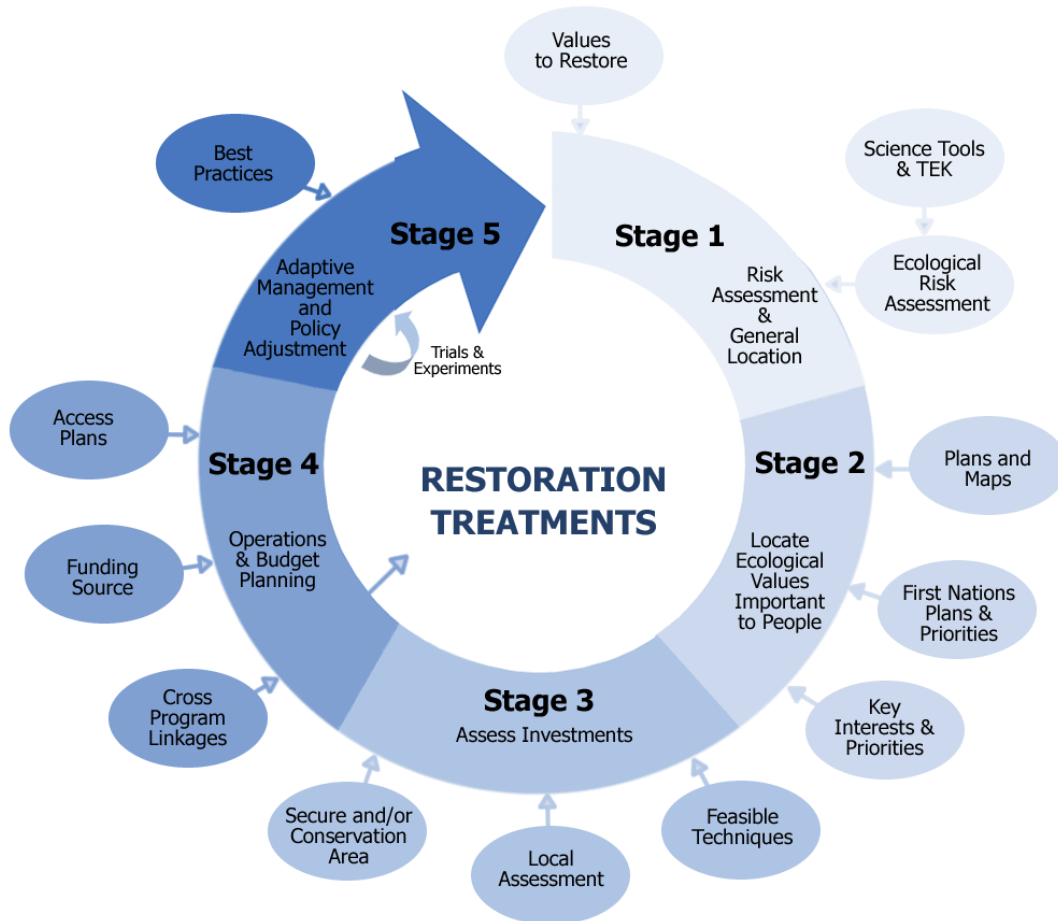 Values
to Restore
Science Tools
& TEK
Ecological
Risk
Assessment
Stage 1
Risk
Assessment
&
General
Location
Stage 2
Locate
Ecological
Values
Important
to People
Plans and
Maps
First Nations
Plans &
Priorities
Key
Interests &
Priorities
Stage 3
Assess Investments
Feasible
Techniques
Local
Assessment
Secure and/or
Conservation
Area
Stage 4
Operations
& Budget
Planning
Cross
Program
Linkages
Funding
Source
Access
Plans
Stage 5
Adaptive
Management
and
Policy
Adjustment
Best
Practices
Trials &
Experiments
RESTORATION
TREATMENTS